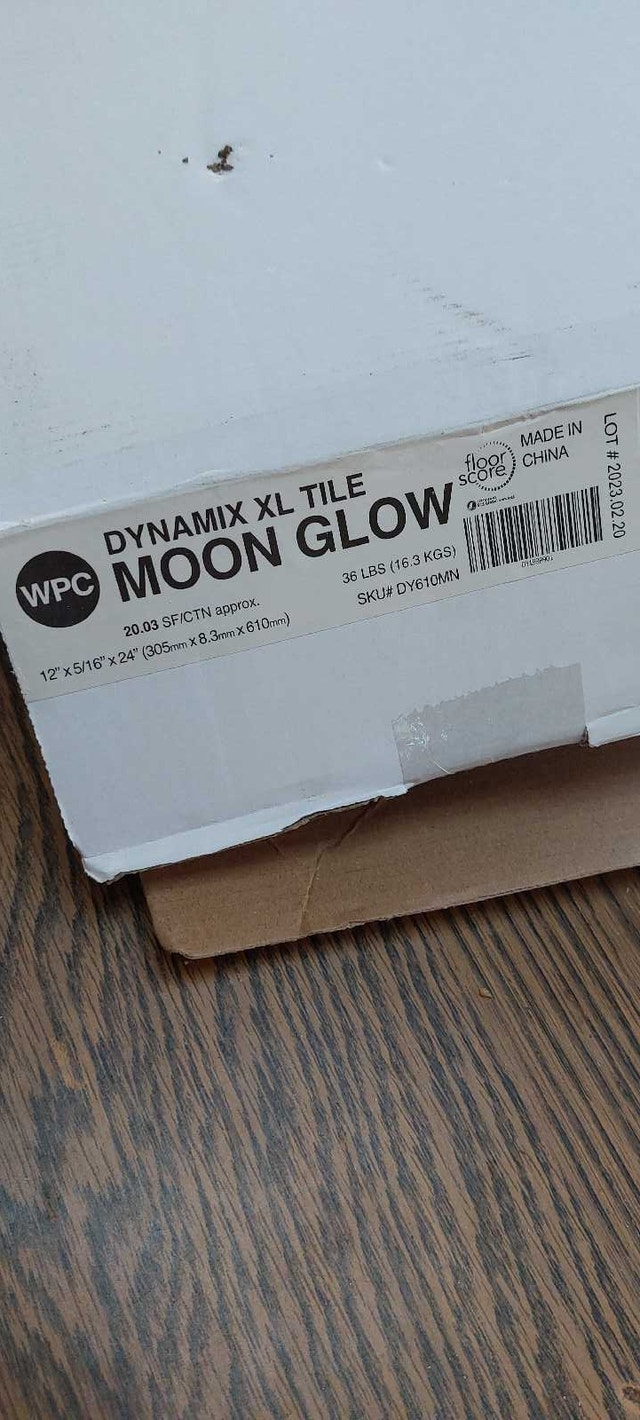 WPC
DYNAMIX XL TILE
MOON GLOW
20.03 SF/CTN approx.
12" x 5/16" x 24" (305mm x 8.3mm x 610mm)
36 LBS (16.3 KGS)
SKU# DY610MN
floor
score
MADE IN
CHINA
LOT # 2023.02.20